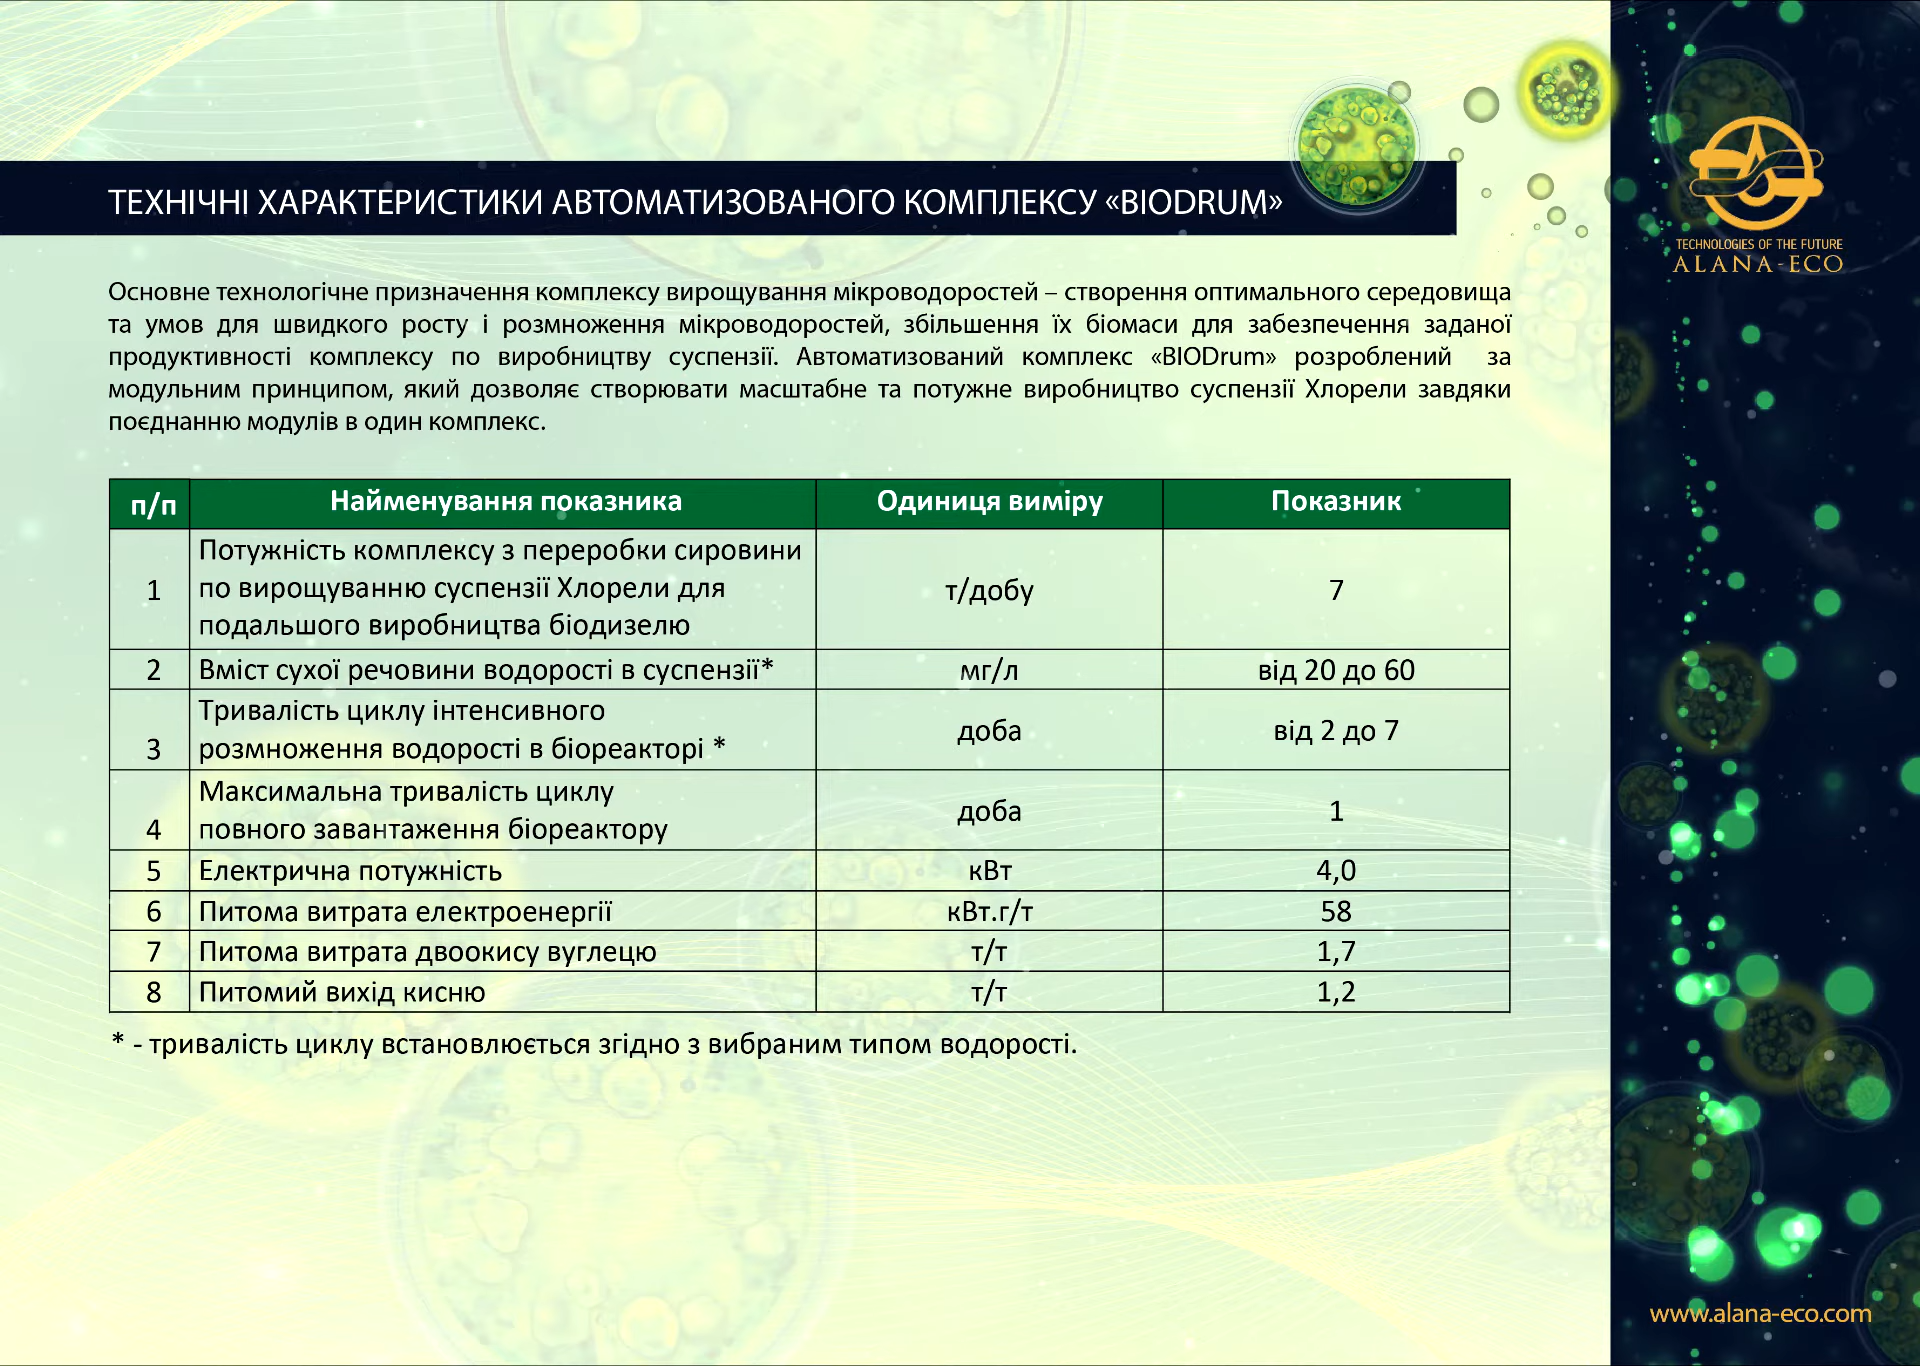 ТЕХНІЧНІ ХАРАКТЕРИСТИКИ АВТОМАТИЗОВАНОГО КОМПЛЕКСУ «BIODRUM»
TECHNOLOGIES OF THE FUTURE
ALANA-ECO
Основне технологічне призначення комплексу вирощування мікроводоростей – створення оптимального середовища
та умов для швидкого росту і розмноження мікроводоростей, збільшення їх біомаси для забезпечення заданої
продуктивності комплексу по виробництву суспензії. Автоматизований комплекс «BIODrum» розроблений за
модульним принципом, який дозволяє створювати масштабне та потужне виробництво суспензії Хлорели завдяки
поєднанню модулів в один комплекс.
п/п Найменування показника Одиниця виміру Показник
Потужність комплексу з переробки сировини
1 по вирощуванню суспензії Хлорели для т/добу 7
подальшого виробництва біодизелю
2 Вміст сухої речовини водорості в суспензії* мг/л від 20 до 60
Тривалість циклу інтенсивного
3 розмноження водорості в біореакторі * доба від 2 до 7
Максимальна тривалість циклу
4 повного завантаження біореактору доба 1
5 Електрична потужність кВт 4,0
6 Питома витрата електроенергії кВт.г/т 58
7 Питома витрата двоокису вуглецю т/т 1,7
8 Питомий вихід кисню т/т 1,2
* - тривалість циклу встановлюється згідно з вибраним типом водорості.
www.alana-eco.com